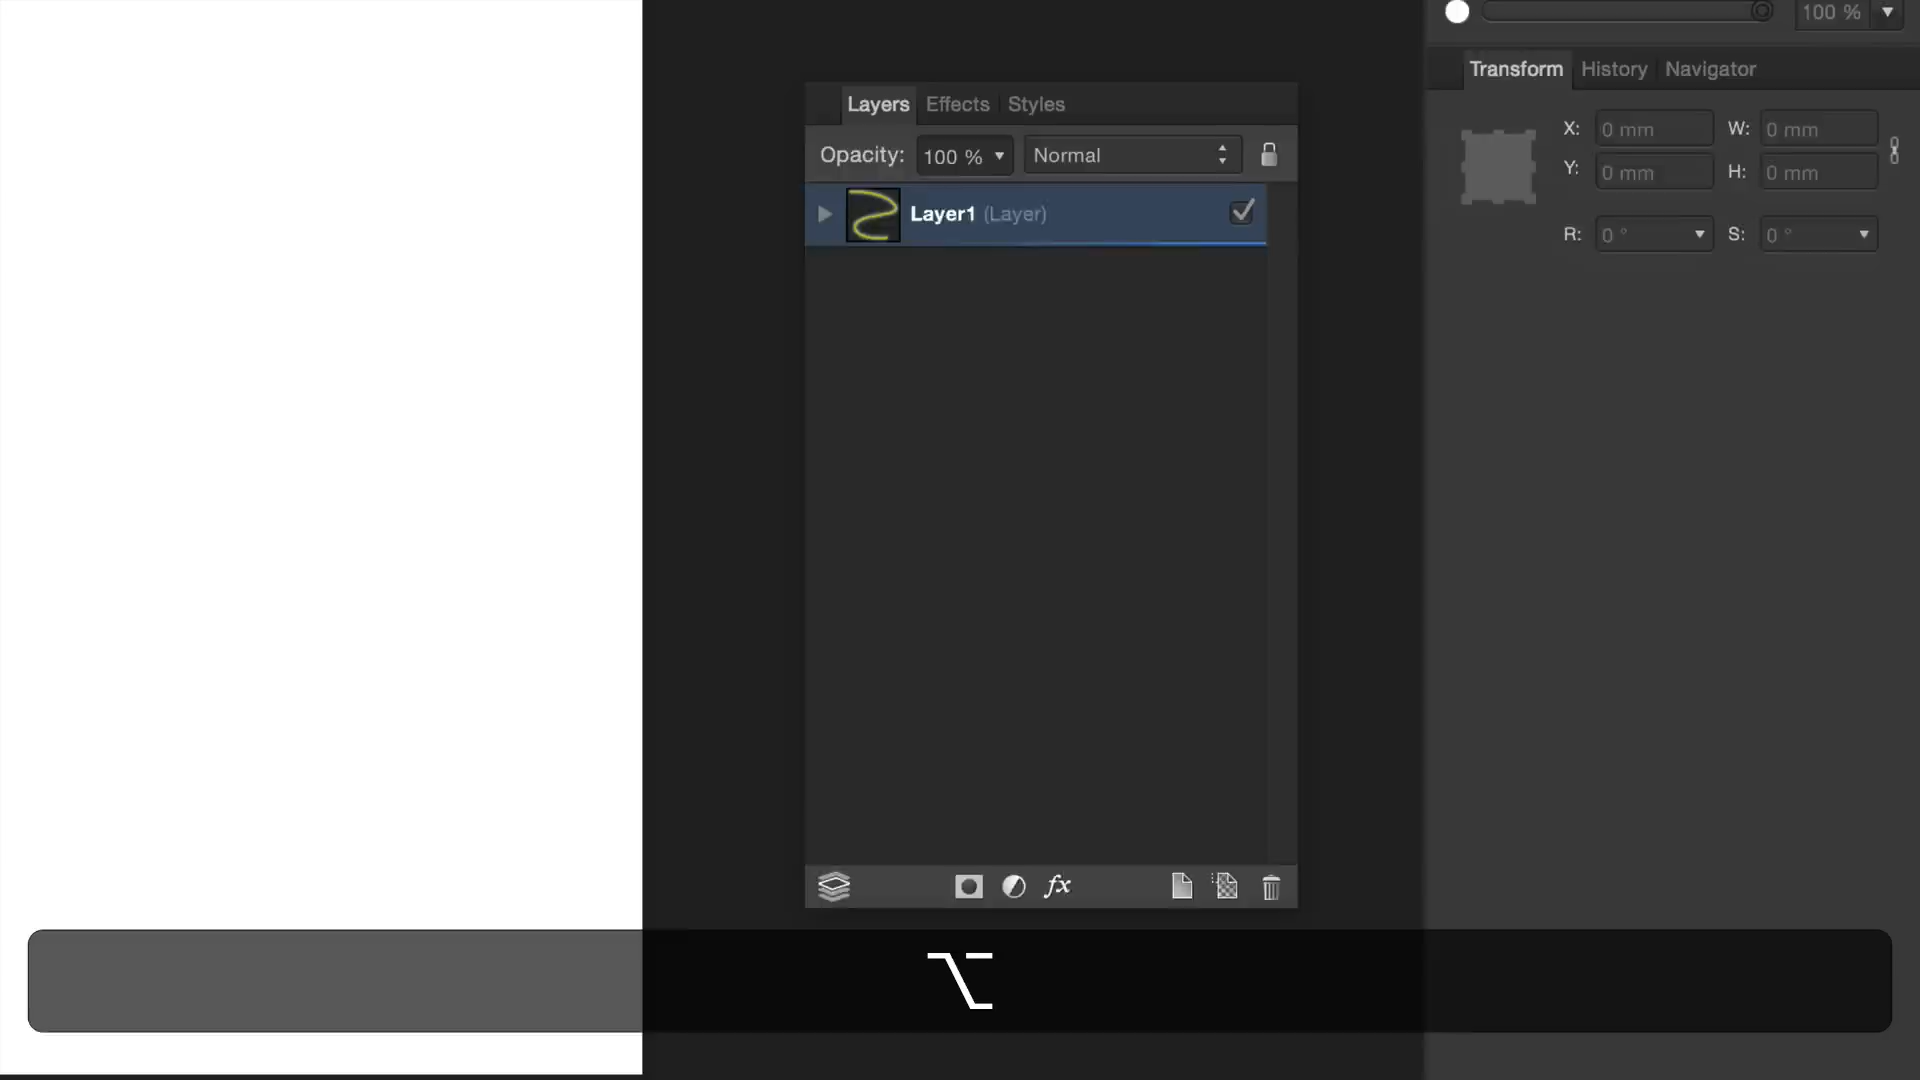 100 %
Transform History Navigator
Layers Effects Styles
X: 0 mm W: 0 mm
Opacity: 100 % Normal
Y: 0 mm H: 0 mm
Layer1 (Layer)
R: 0 ° S: 0 °
fx
⌥